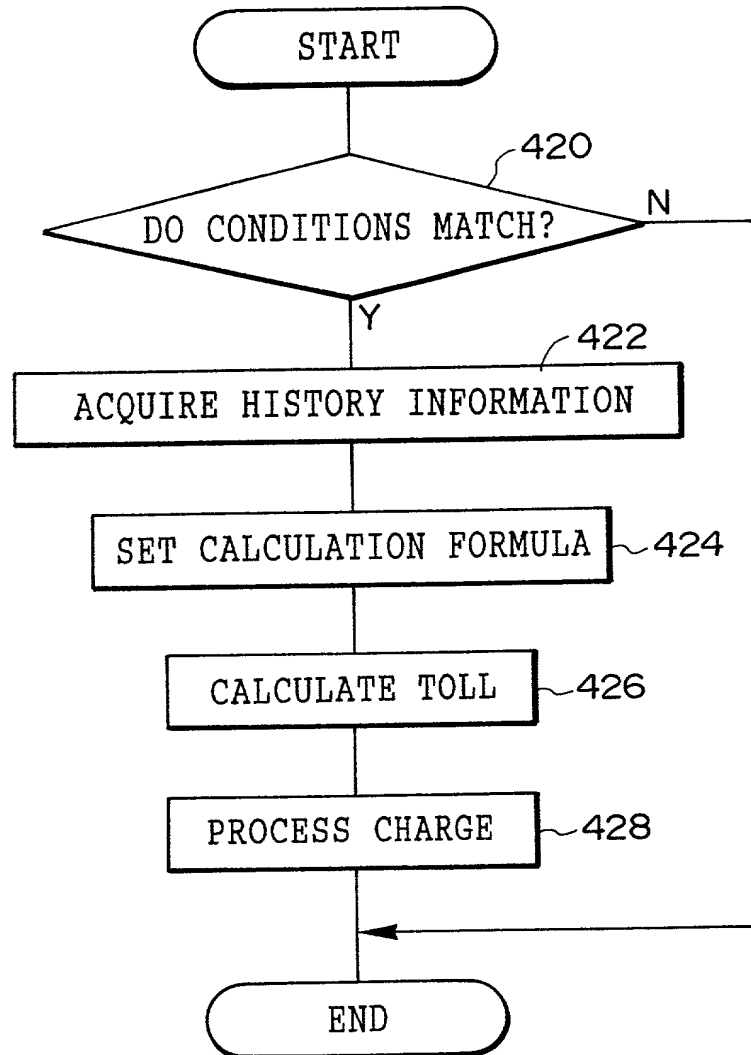 START
420
DO CONDITIONS MATCH?
N
Y
422
ACQUIRE HISTORY INFORMATION
SET CALCULATION FORMULA
424
CALCULATE TOLL
426
PROCESS CHARGE
428
END